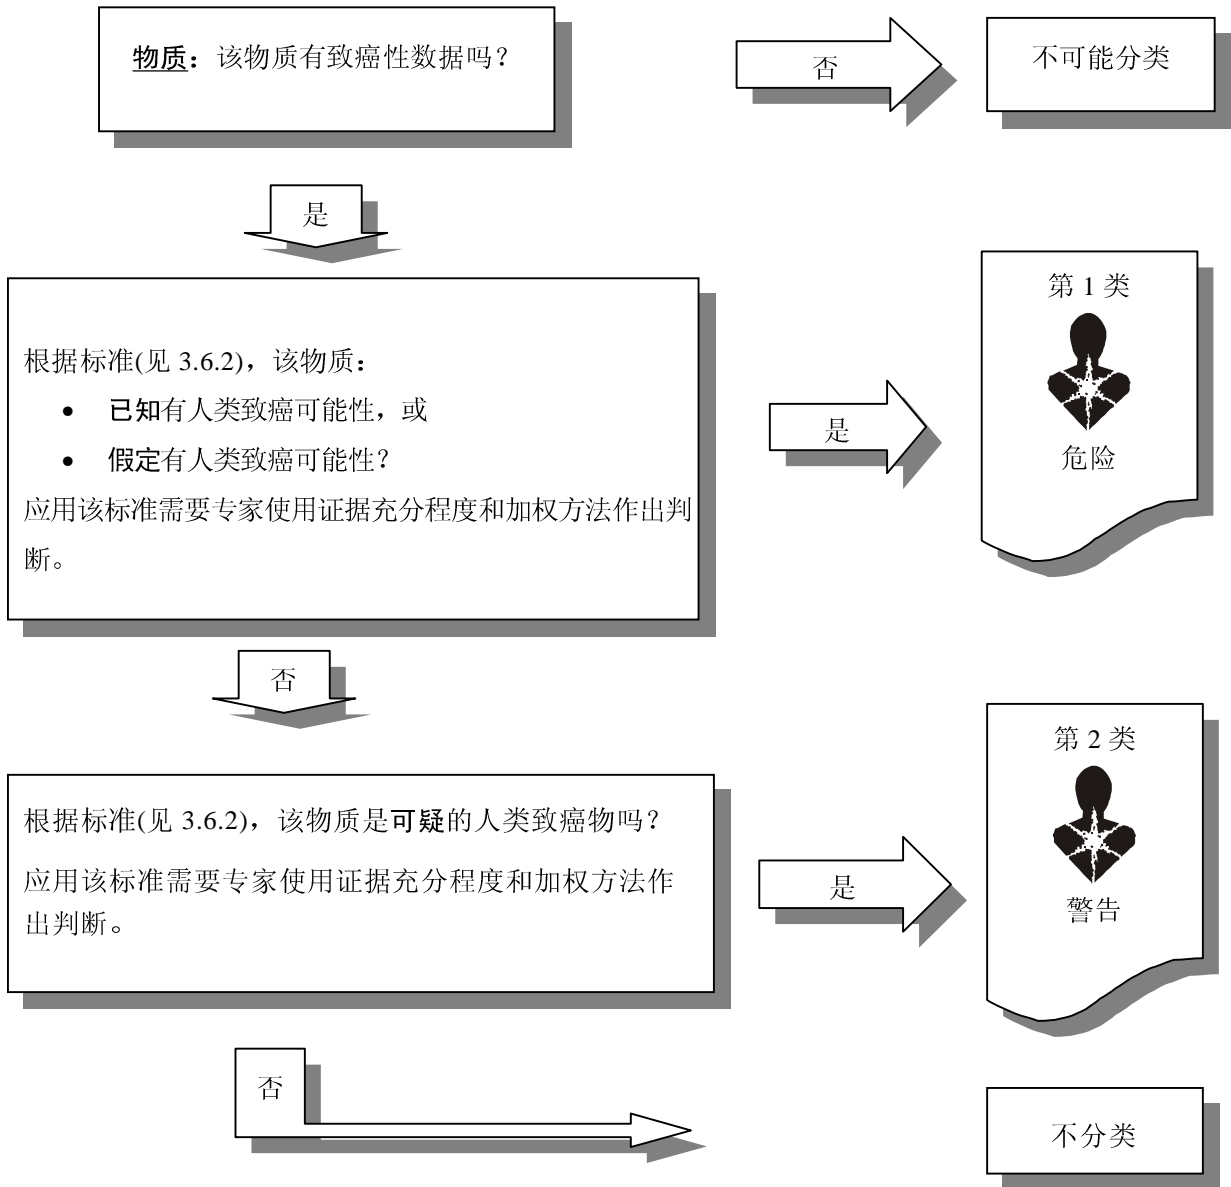 物质：该物质有致癌性数据吗？
否
不可能分类
是
根据标准(见 3.6.2)，该物质：
• 已知有人类致癌可能性，或
• 假定有人类致癌可能性？
应用该标准需要专家使用证据充分程度和加权方法作出判
断。
是
第 1 类
危险
否
根据标准(见 3.6.2)，该物质是可疑的人类致癌物吗？
应用该标准需要专家使用证据充分程度和加权方法作
出判断。
是
第 2 类
警告
否
不分类